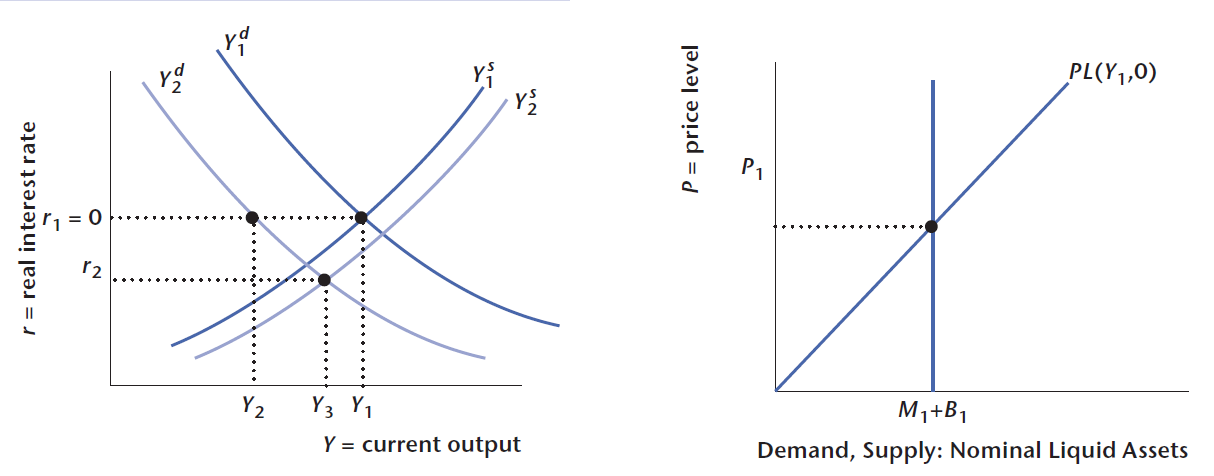 Y₁ᵈ
Y₂ᵈ
Y₁ˢ
Y₂ˢ
r = real interest rate
r₁ = 0
r₂
Y₂ Y₃ Y₁
Y = current output
P = price level
PL(Y₁,0)
P₁
M₁+B₁
Demand, Supply: Nominal Liquid Assets